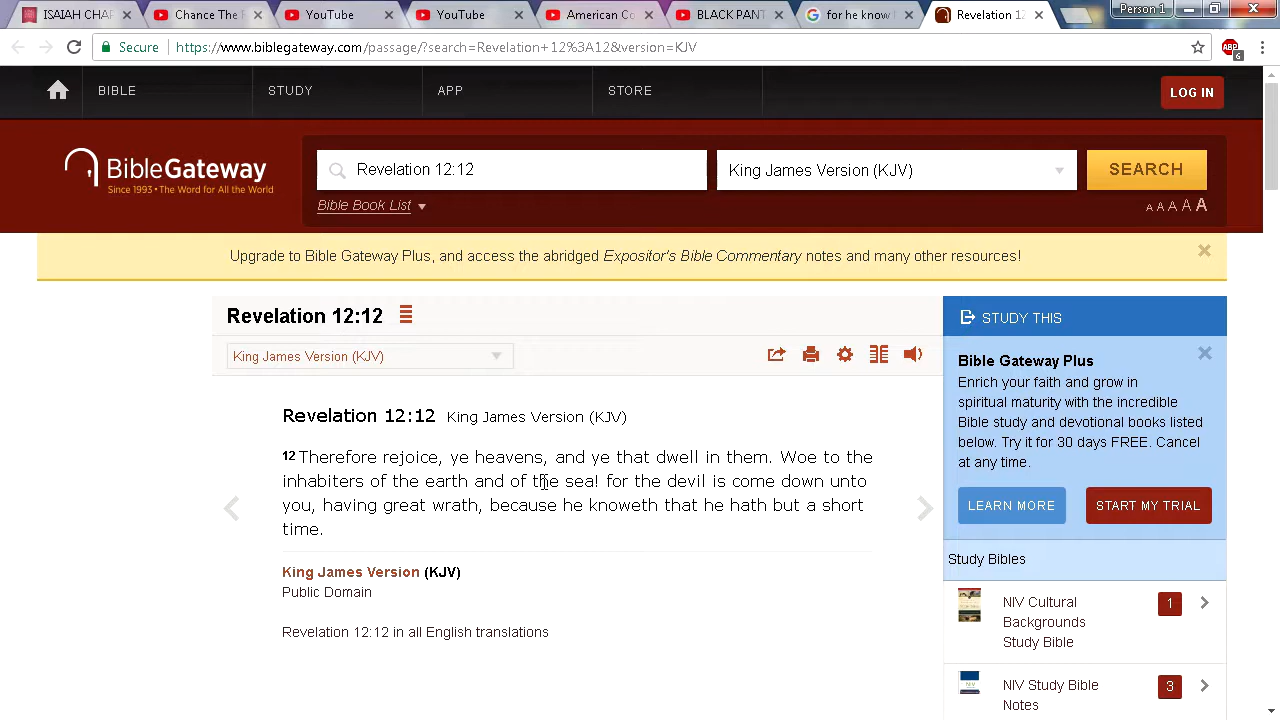 ISAIAH CHA
Chance The F
YouTube
YouTube
American Co
BLACK PANT
for he know
Revelation 12
Person 1
Secure
https://www.biblegateway.com/passage/?search=Revelation+12%3A12&version=KJV
ABP
6
BIBLE
STUDY
APP
STORE
LOG IN
BibleGateway
Since 1993 • The Word for All the World
Revelation 12:12
King James Version (KJV)
SEARCH
Bible Book List
A A A A A
Upgrade to Bible Gateway Plus, and access the abridged Expositor's Bible Commentary notes and many other resources!
Revelation 12:12
King James Version (KJV)
Revelation 12:12 King James Version (KJV)
12 Therefore rejoice, ye heavens, and ye that dwell in them. Woe to the
inhabiters of the earth and of the sea! for the devil is come down unto
you, having great wrath, because he knoweth that he hath but a short
time.
King James Version (KJV)
Public Domain
Revelation 12:12 in all English translations
STUDY THIS
Bible Gateway Plus
Enrich your faith and grow in
spiritual maturity with the incredible
Bible study and devotional books listed
below. Try it for 30 days FREE. Cancel
at any time.
LEARN MORE
START MY TRIAL
Study Bibles
NIV Cultural
Backgrounds
Study Bible
1
NIV Study Bible
Notes
3